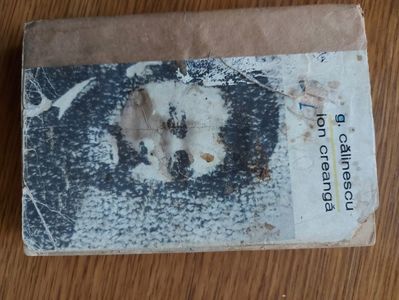 g. călinescu
ion creangă